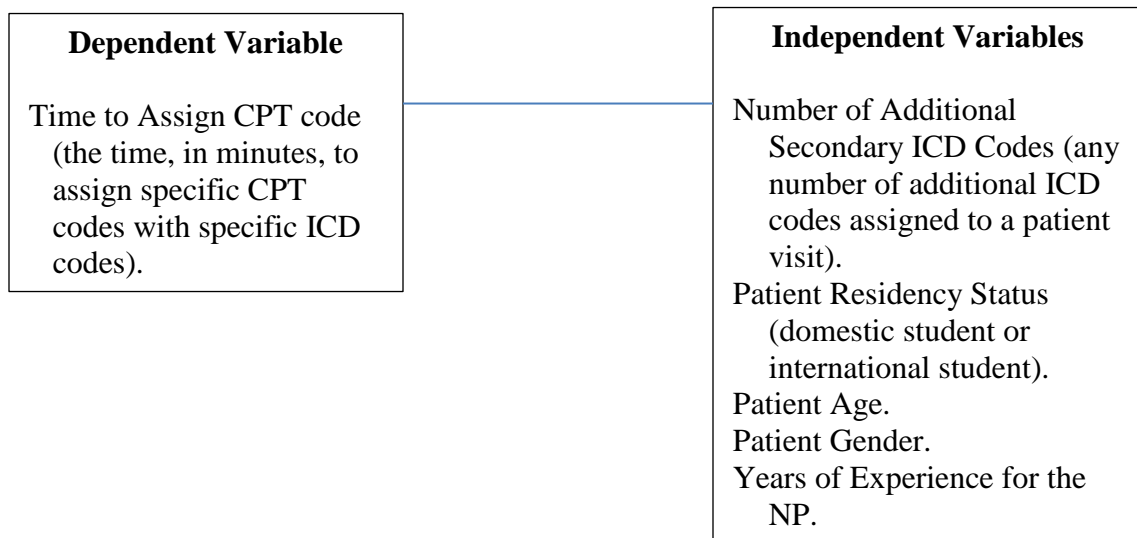 Dependent Variable
Time to Assign CPT code
(the time, in minutes, to
assign specific CPT
codes with specific ICD
codes).
Independent Variables
Number of Additional
Secondary ICD Codes (any
number of additional ICD
codes assigned to a patient
visit).
Patient Residency Status
(domestic student or
international student).
Patient Age.
Patient Gender.
Years of Experience for the
NP.